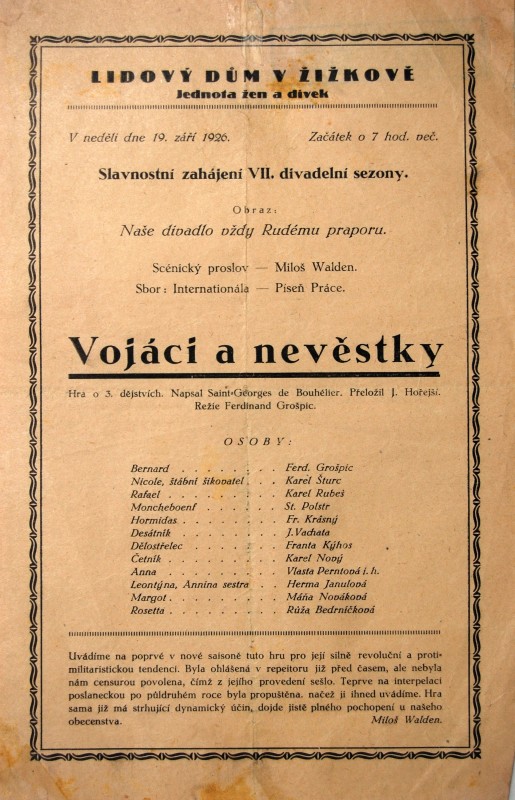 LIDOVÝ DŮM V ŽIŽKOVĚ
Jednota žen a dívek
V neděli dne 19. září 1926. Začátek o 7 hod. več.
Slavnostní zahájení VII. divadelní sezony.
Obraz:
Naše divadlo vždy Rudému praporu.
Scénický proslov — Miloš Walden.
Sbor: Internationála — Píseň Práce.
Vojáci a nevěstky
Hra o 3. dějstvích. Napsal Saint-Georges de Bouhélier. Přeložil J. Hořejší.
Režie Ferdinand Grošpic.
OSOBY:
Bernard . . . . . . . . Ferd. Grošpic
Nicole, štábní šikovatel . . . Karel Šturc
Rafael . . . . . . . . Karel Rubeš
Moncheboenf . . . . . . St. Polstr
Hormidas . . . . . . . . Fr. Krásný
Desátník . . . . . . . . J. Vachata
Dělostřelec . . . . . . . Franta Kýhos
Četník . . . . . . . . Karel Nový
Anna . . . . . . . . Vlasta Perntová i. h.
Leontýna, Annina sestra . . . Herma Janulová
Margot . . . . . . . . Máňa Nováková
Rosetta . . . . . . . . Růža Bedrníčková
Uvádíme na poprvé v nové saisoně tuto hru pro její silně revoluční a proti-
militaristickou tendenci. Byla ohlášená v repeitoru již před časem, ale nebyla
nám censurou povolena, čímž z jejího provedení sešlo. Teprve na interpelaci
poslaneckou po půldruhém roce byla propuštěna. načež ji ihned uvádíme. Hra
sama již má strhující dynamický účin, dojde jistě plného pochopení u našeho
obecenstva. Miloš Walden.